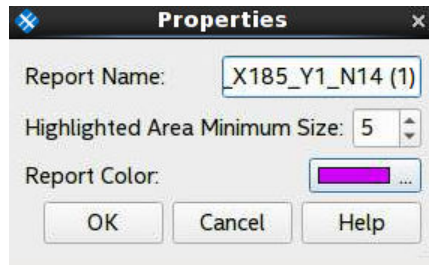 Properties
Report Name: _X185_Y1_N14 (1)
Highlighted Area Minimum Size: 5
Report Color: ...
OK Cancel Help